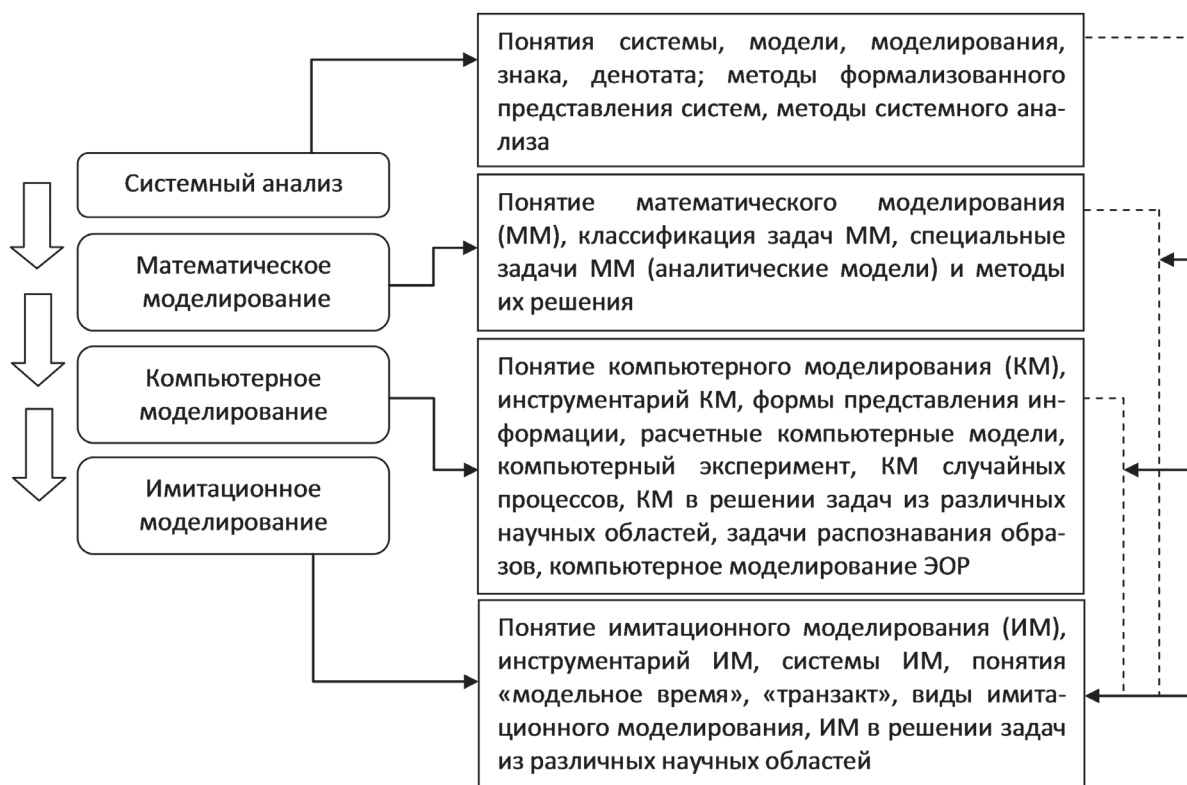 Понятия системы, модели, моделирования,
знака, денотата; методы формализованного
представления систем, методы системного ана-
лиза
Системный анализ
Понятие математического моделирования
(ММ), классификация задач ММ, специальные
задачи ММ (аналитические модели) и методы
их решения
Математическое
моделирование
Понятие компьютерного моделирования (КМ),
инструментарий КМ, формы представления ин-
формации, расчетные компьютерные модели,
компьютерный эксперимент, КМ случайных
процессов, КМ в решении задач из различных
научных областей, задачи распознавания обра-
зов, компьютерное моделирование ЭОР
Компьютерное
моделирование
Имитационное
моделирование
Понятие имитационного моделирования (ИМ),
инструментарий ИМ, системы ИМ, понятия
«модельное время», «транзакт», виды имита-
ционного моделирования, ИМ в решении задач
из различных научных областей